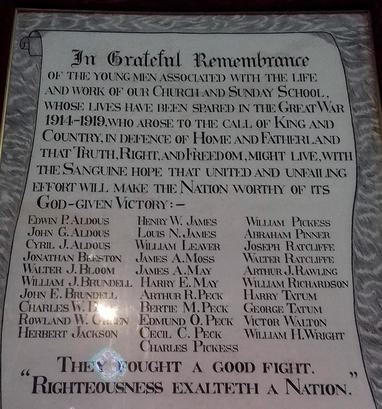 In Grateful Remembrance
OF THE YOUNG MEN ASSOCIATED WITH THE LIFE
AND WORK OF OUR CHURCH AND SUNDAY SCHOOL,
WHOSE LIVES HAVE BEEN SPARED IN THE GREAT WAR
1914-1919, WHO AROSE TO THE CALL OF KING AND
COUNTRY, IN DEFENCE OF HOME AND FATHERLAND
THAT TRUTH, RIGHT, AND FREEDOM, MIGHT LIVE, WITH
THE SANGUINE HOPE THAT UNITED AND UNFAILING
EFFORT WILL MAKE THE NATION WORTHY OF ITS
GOD-GIVEN VICTORY:—
EDWIN P. ALDOUS
JOHN G. ALDOUS
CYRIL J. ALDOUS
JONATHAN BEESTON
WALTER J. BLOOM
WILLIAM J. BRUNDELL
JOHN E. BRUNDELL
CHARLES W.
ROWLAND W.
HERBERT JACKSON
HENRY W. JAMES
LOUIS N. JAMES
WILLIAM LEAVER
JAMES A. MOSS
JAMES A. MAY
HARRY E. MAY
ARTHUR R. PECK
BERTIE M. PECK
EDMUND O. PECK
CECIL C. PECK
CHARLES PICKESS
WILLIAM PICKESS
ABRAHAM PINNER
JOSEPH RATCLIFFE
WALTER RATCLIFFE
ARTHUR J. RAWLING
WILLIAM RICHARDSON
HARRY TATUM
GEORGE TATUM
VICTOR WALTON
WILLIAM H. WRIGHT
THEY FOUGHT A GOOD FIGHT.
"RIGHTEOUSNESS EXALTETH A NATION."